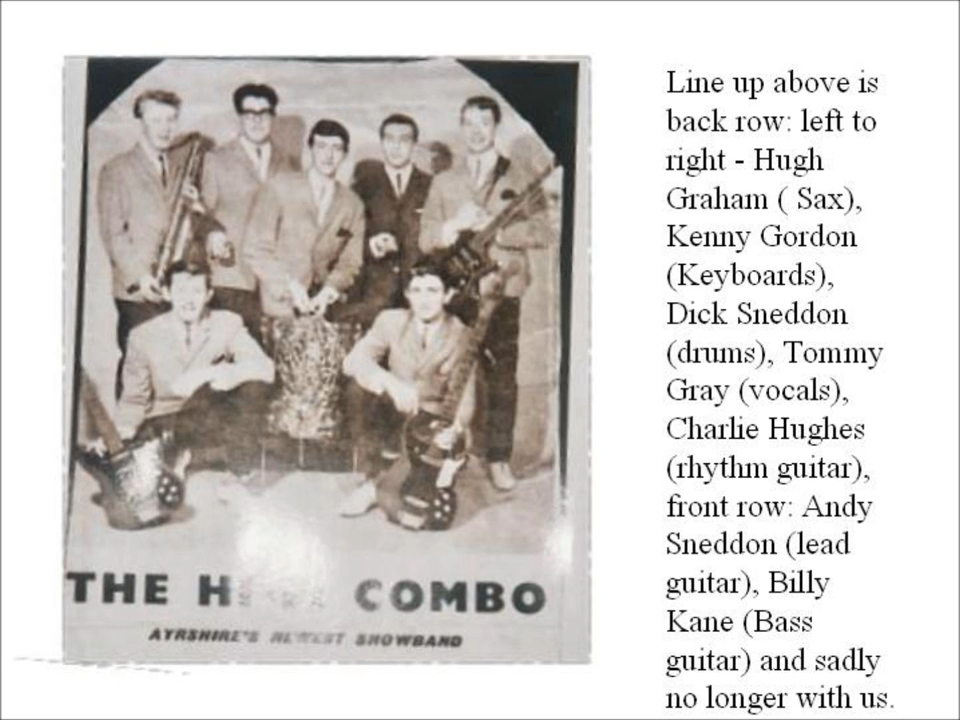 THE H COMBO
AYRSHIRE'S NEWEST SHOWBAND
Line up above is
back row: left to
right - Hugh
Graham ( Sax),
Kenny Gordon
(Keyboards),
Dick Sneddon
(drums), Tommy
Gray (vocals),
Charlie Hughes
(rhythm guitar),
front row: Andy
Sneddon (lead
guitar), Billy
Kane (Bass
guitar) and sadly
no longer with us.